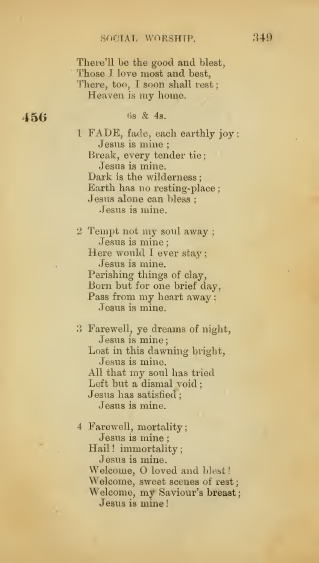 SOCIAL WORSHIP. 349
There'll be the good and blest,
Those I love most and best,
There, too, I soon shall rest;
Heaven is my home.
456 6s & 4s.
1 FADE, fade, each earthly joy:
Jesus is mine;
Break, every tender tie;
Jesus is mine.
Dark is the wilderness;
Earth has no resting-place;
Jesus alone can bless;
Jesus is mine.
2 Tempt not my soul away;
Jesus is mine;
Here would I ever stay;
Jesus is mine.
Perishing things of clay,
Born but for one brief day,
Pass from my heart away:
Jesus is mine.
3 Farewell, ye dreams of night,
Jesus is mine;
Lost in this dawning bright,
Jesus is mine.
All that my soul has tried
Left but a dismal void;
Jesus has satisfied;
Jesus is mine.
4 Farewell, mortality;
Jesus is mine;
Hail! immortality;
Jesus is mine.
Welcome, O loved and blest!
Welcome, sweet scenes of rest;
Welcome, my Saviour's breast;
Jesus is mine!